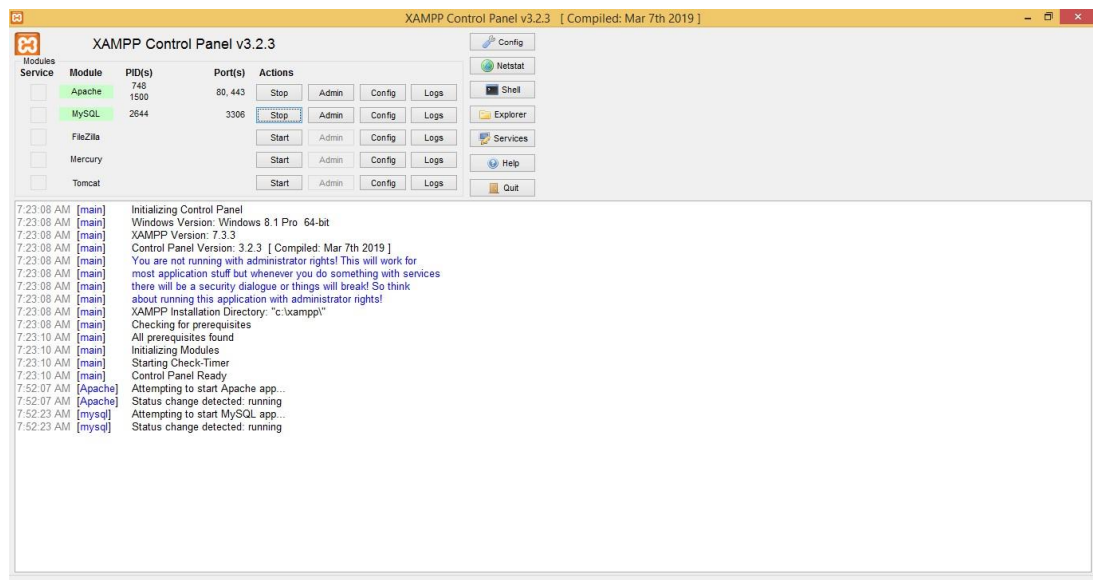 XAMPP Control Panel v3.2.3 [ Compiled: Mar 7th 2019 ]
XAMPP Control Panel v3.2.3
Config
Modules
Service Module PID(s) Port(s) Actions
Netstat
Apache 748 1500 80, 443 Stop Admin Config Logs
Shell
MySQL 2644 3306 Stop Admin Config Logs
Explorer
FileZilla Start Admin Config Logs
Services
Mercury Start Admin Config Logs
Help
Tomcat Start Admin Config Logs
Quit
7:23:08 AM [main] Initializing Control Panel
7:23:08 AM [main] Windows Version: Windows 8.1 Pro 64-bit
7:23:08 AM [main] XAMPP Version: 7.3.3
7:23:08 AM [main] Control Panel Version: 3.2.3 [ Compiled: Mar 7th 2019 ]
7:23:08 AM [main] You are not running with administrator rights! This will work for
7:23:08 AM [main] most application stuff but whenever you do something with services
7:23:08 AM [main] there will be a security dialogue or things will break! So think
7:23:08 AM [main] about running this application with administrator rights!
7:23:08 AM [main] XAMPP Installation Directory: "c:\xampp\"
7:23:08 AM [main] Checking for prerequisites
7:23:10 AM [main] All prerequisites found
7:23:10 AM [main] Initializing Modules
7:23:10 AM [main] Starting Check-Timer
7:23:10 AM [main] Control Panel Ready
7:52:07 AM [Apache] Attempting to start Apache app...
7:52:07 AM [Apache] Status change detected: running
7:52:23 AM [mysql] Attempting to start MySQL app...
7:52:23 AM [mysql] Status change detected: running